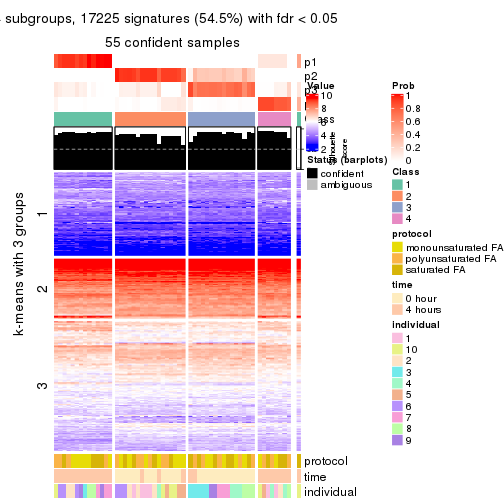 subgroups, 17225 signatures (54.5%) with fdr < 0.05
55 confident samples
p1
p2
p3
Value
10
8
6
4
2
Silhouette
score
Status (barplots)
confident
ambiguous
k-means with 3 groups
1
2
3
protocol
time
individual
Prob
1
0.8
0.6
0.4
0.2
0
Class
1
2
3
4
protocol
monounsaturated FA
polyunsaturated FA
saturated FA
time
0 hour
4 hours
individual
1
10
2
3
4
5
6
7
8
9